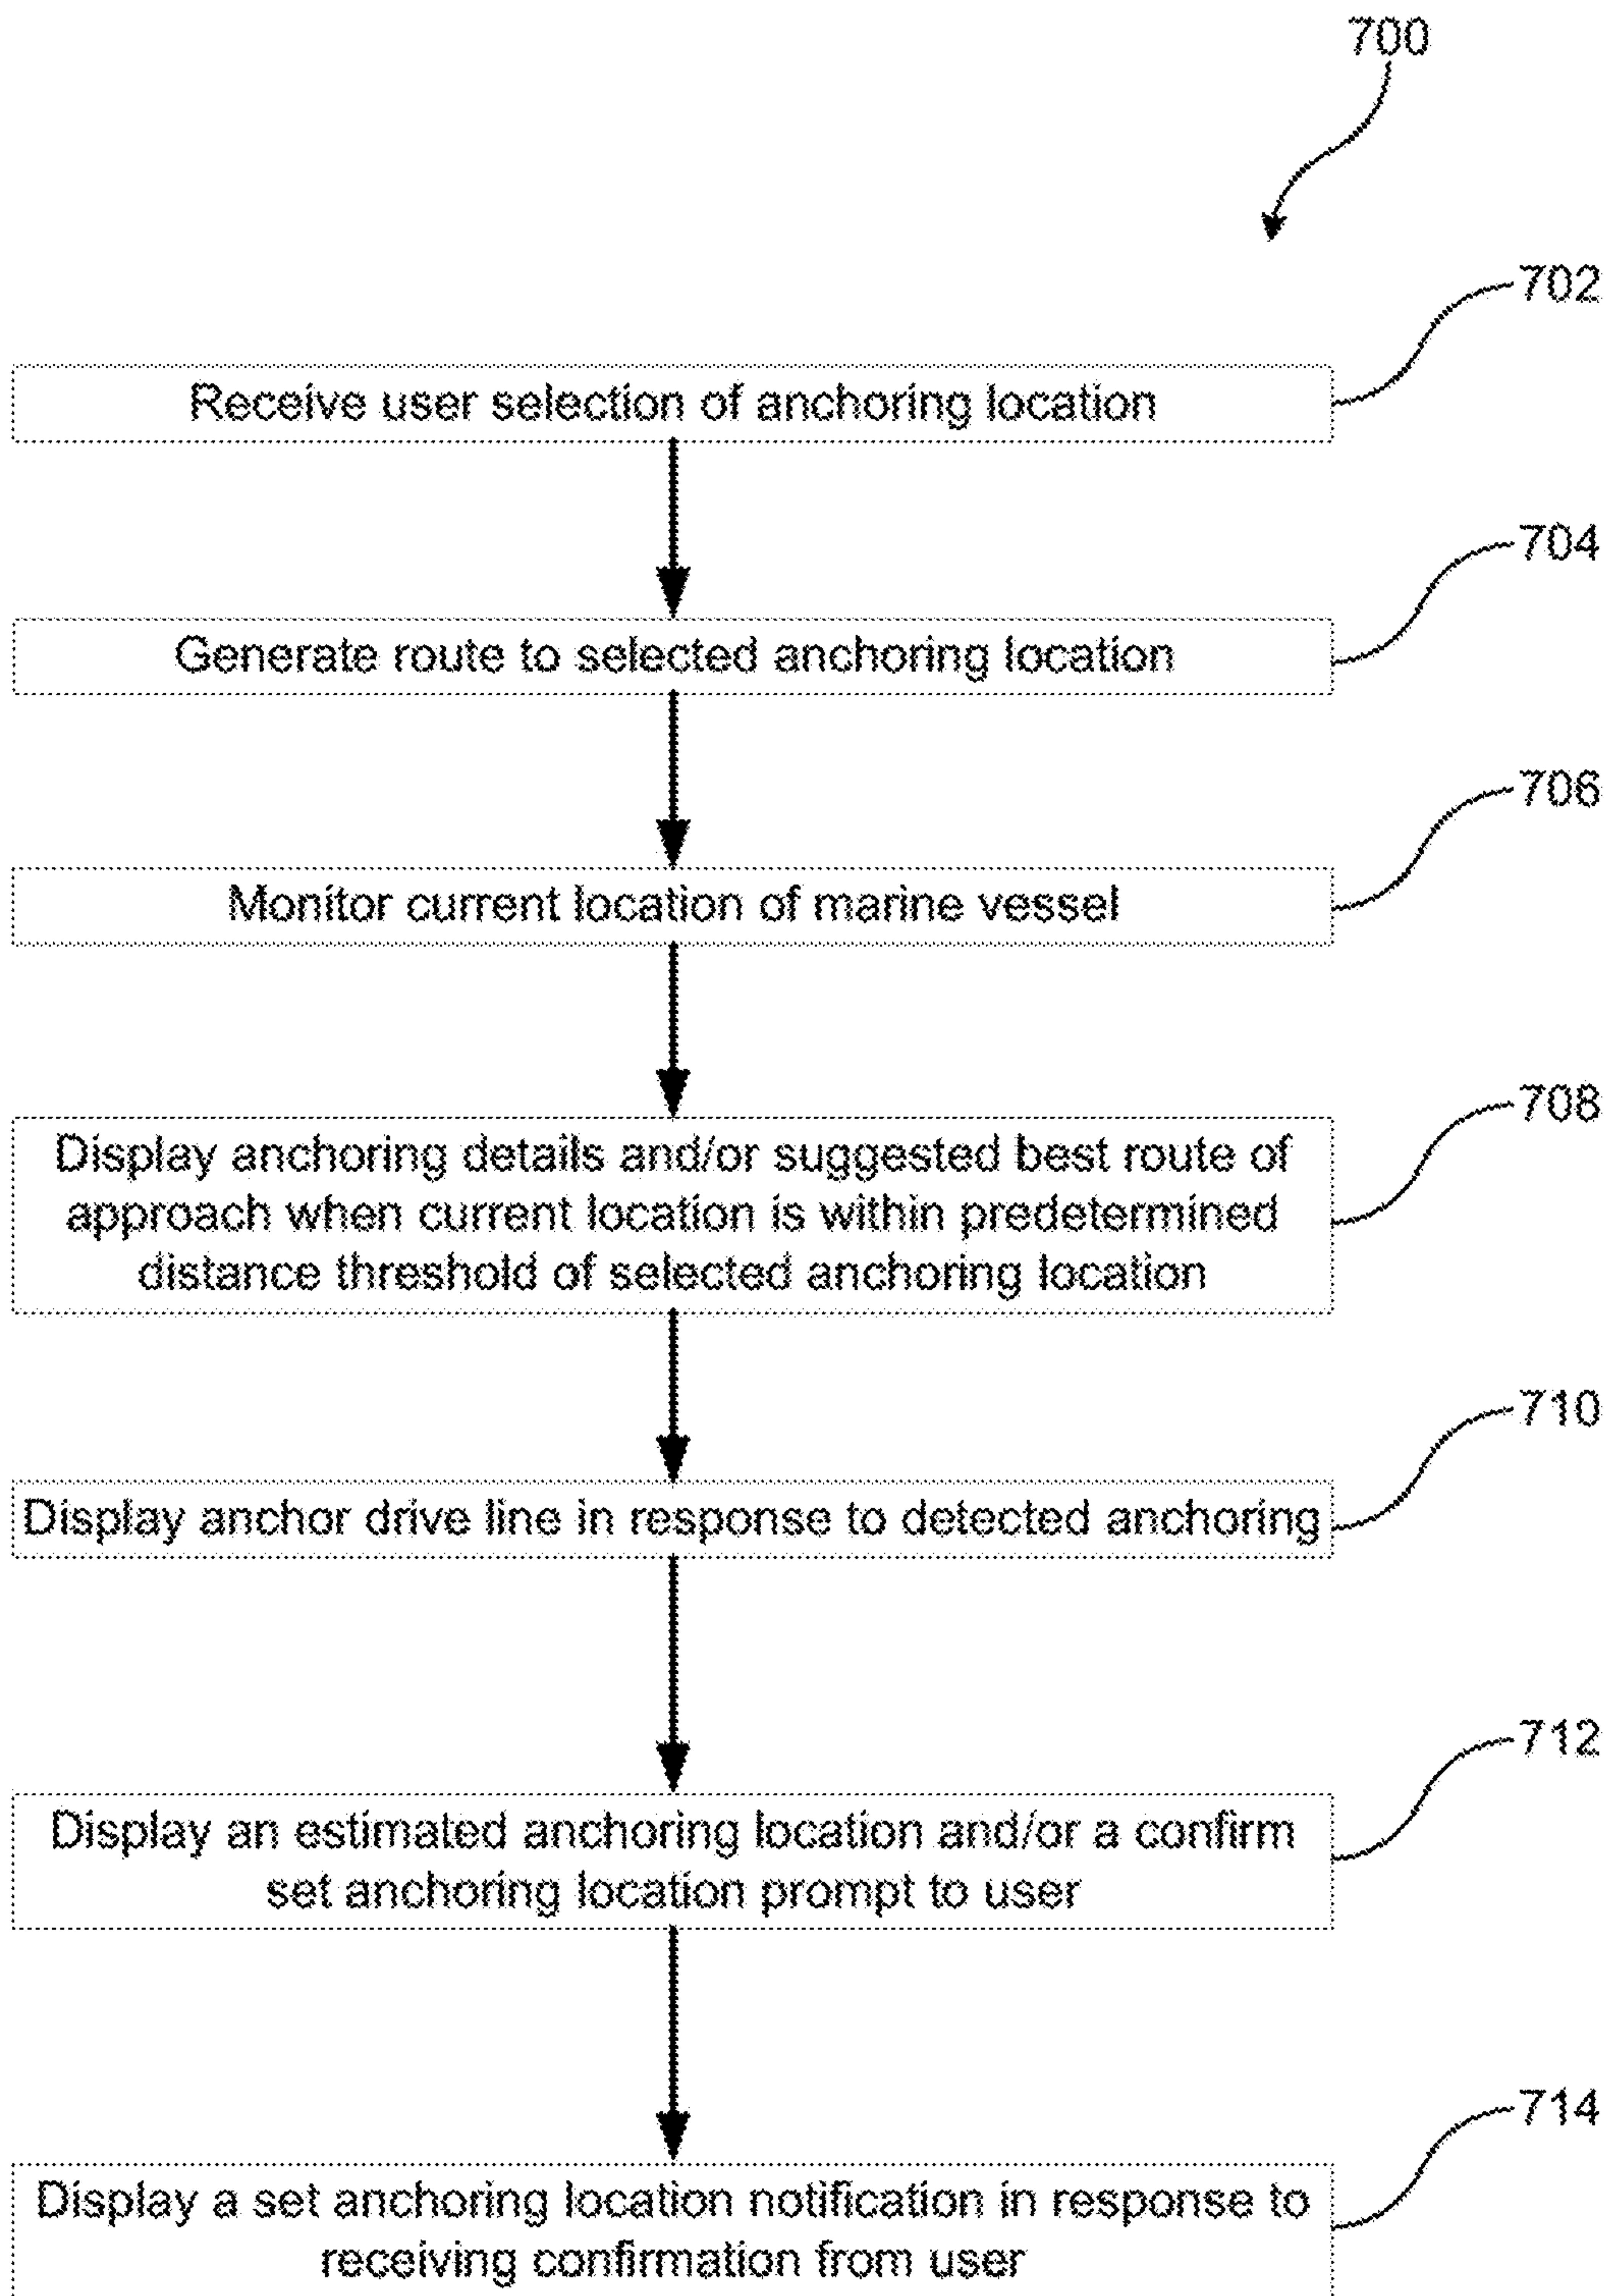 700
702
Receive user selection of anchoring location
704
Generate route to selected anchoring location
706
Monitor current location of marine vessel
708
Display anchoring details and/or suggested best route of
approach when current location is within predetermined
distance threshold of selected anchoring location
710
Display anchor drive line in response to detected anchoring
712
Display an estimated anchoring location and/or a confirm
set anchoring location prompt to user
714
Display a set anchoring location notification in response to
receiving confirmation from user